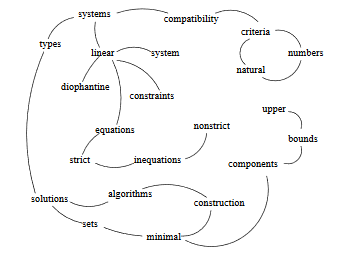 systems
compatibility
criteria
types
linear
system
numbers
natural
diophantine
constraints
upper
equations
nonstrict
bounds
strict
inequations
components
solutions
algorithms
construction
sets
minimal